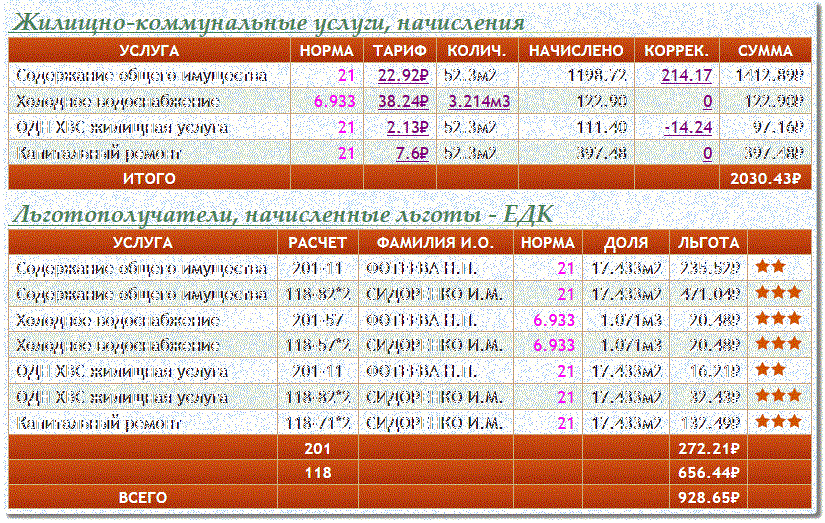 Жилищно-коммунальные услуги, начисления
УСЛУГА НОРМА ТАРИФ КОЛИЧ. НАЧИСЛЕНО КОРРЕК. СУММА
Содержание общего имущества 21 22.92₽ 52.3м2 1198.72 214.17 1412.89₽
Холодное водоснабжение 6.933 38.24₽ 3.214м3 122.90 0 122.90₽
ОДН ХВС жилищная услуга 21 2.13₽ 52.3м2 111.40 -14.24 97.16₽
Капитальный ремонт 21 7.6₽ 52.3м2 397.48 0 397.48₽
ИТОГО 2030.43₽
Льготополучатели, начисленные льготы - ЕДК
УСЛУГА РАСЧЕТ ФАМИЛИЯ И.О. НОРМА ДОЛЯ ЛЬГОТА
Содержание общего имущества 201-11 ФОТЕЕВА Н.Н. 21 17.433м2 235.52₽
Содержание общего имущества 118-82*2 СИДОРЕНКО И.М. 21 17.433м2 471.04₽
Холодное водоснабжение 201-57 ФОТЕЕВА Н.Н. 6.933 1.071м3 20.48₽
Холодное водоснабжение 118-57*2 СИДОРЕНКО И.М. 6.933 1.071м3 20.48₽
ОДН ХВС жилищная услуга 201-11 ФОТЕЕВА Н.Н. 21 17.433м2 16.21₽
ОДН ХВС жилищная услуга 118-82*2 СИДОРЕНКО И.М. 21 17.433м2 32.43₽
Капитальный ремонт 118-71*2 СИДОРЕНКО И.М. 21 17.433м2 132.49₽
201 272.21₽
118 656.44₽
ВСЕГО 928.65₽